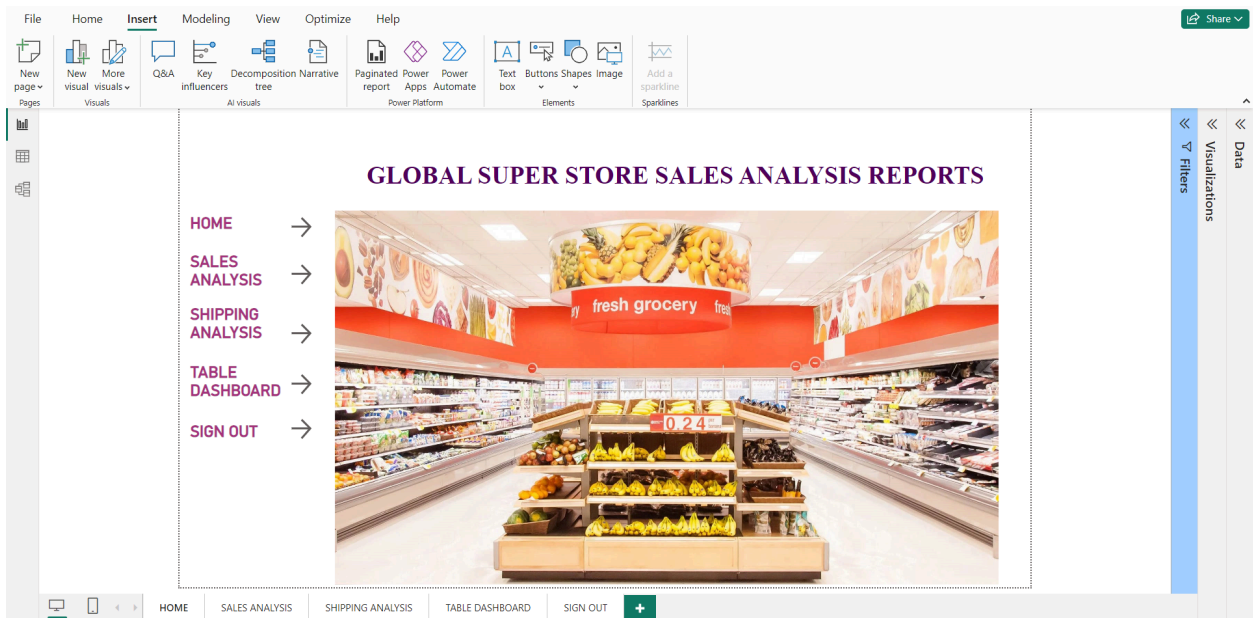 File Home Insert Modeling View Optimize Help Share
New page
New visual
More visuals
Q&A
Key influencers
Decomposition tree
Narrative
Paginated report
Power Apps
Power Automate
Text box
Buttons
Shapes
Image
Add a sparkline
Pages Visuals AI visuals Power Platform Elements Sparklines
GLOBAL SUPER STORE SALES ANALYSIS REPORTS
HOME
SALES
ANALYSIS
SHIPPING
ANALYSIS
TABLE
DASHBOARD
SIGN OUT
ry fresh grocery fres
0.24
Filters
Visualizations
Data
HOME SALES ANALYSIS SHIPPING ANALYSIS TABLE DASHBOARD SIGN OUT +